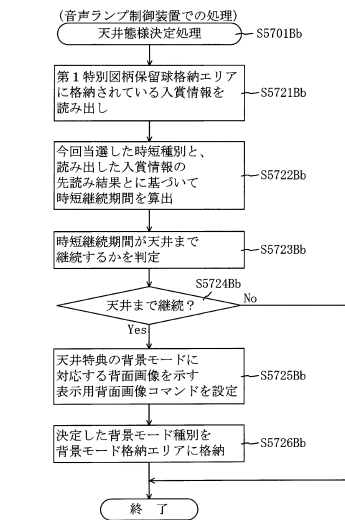 (音声ランプ制御装置での処理)
天井態様決定処理
S5701Bb
第1特別図柄保留球格納エリア
に格納されている入賞情報を
読み出し
S5721Bb
今回当選した時短種別と、
読み出した入賞情報の
先読み結果とに基づいて
時短継続期間を算出
S5722Bb
時短継続期間が天井まで
継続するかを判定
S5723Bb
S5724Bb
天井まで継続?
No
Yes
天井特典の背景モードに
対応する背面画像を示す
表示用背面画像コマンドを設定
S5725Bb
決定した背景モード種別を
背景モード格納エリアに格納
S5726Bb
終 了